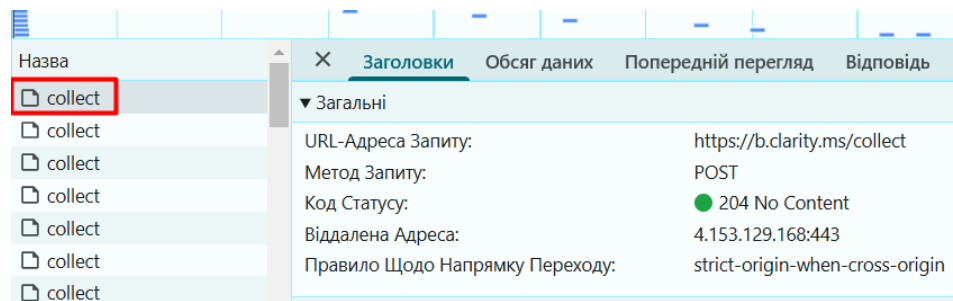 Назва
collect
collect
collect
collect
collect
collect
collect
Заголовки Обсяг даних Попередній перегляд Відповідь
Загальні
URL-Адреса Запиту: https://b.clarity.ms/collect
Метод Запиту: POST
Код Статусу: 204 No Content
Віддалена Адреса: 4.153.129.168:443
Правило Щодо Напрямку Переходу: strict-origin-when-cross-origin